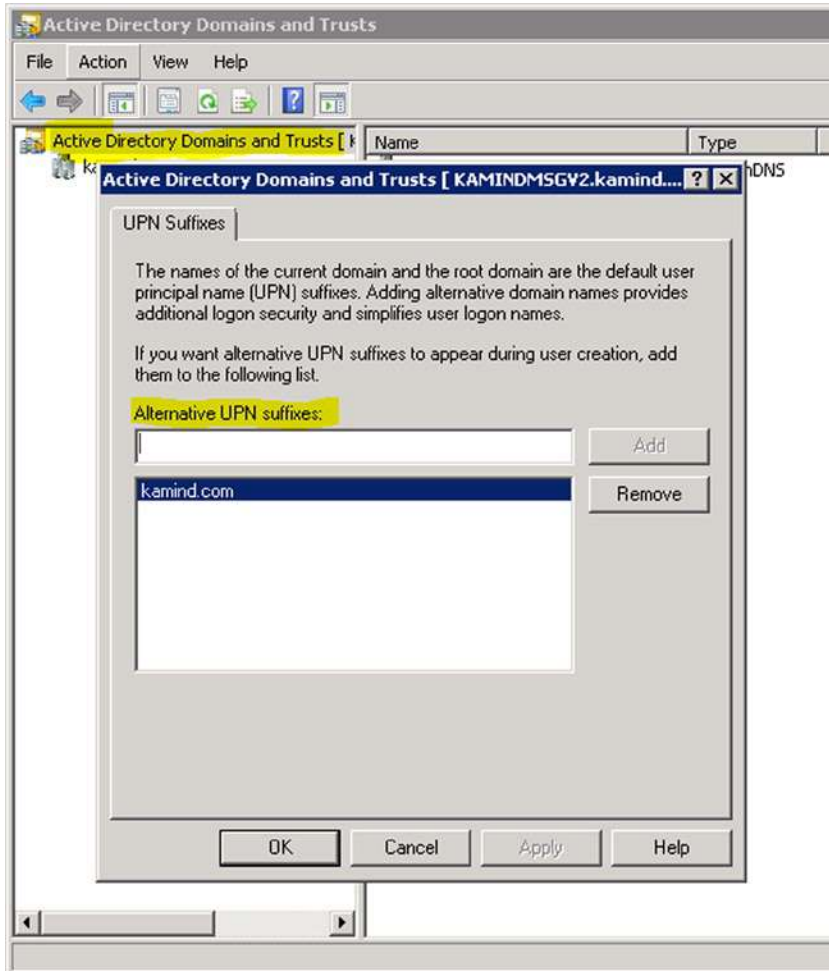 Active Directory Domains and Trusts
File Action View Help
Active Directory Domains and Trusts [
Name Type
Active Directory Domains and Trusts [ KAMINDMSGV2.kamind.... 
UPN Suffixes
The names of the current domain and the root domain are the default user
principal name (UPN) suffixes. Adding alternative domain names provides
additional logon security and simplifies user logon names.
If you want alternative UPN suffixes to appear during user creation, add
them to the following list.
Alternative UPN suffixes:
Add
kamind.com
Remove
OK Cancel Apply Help